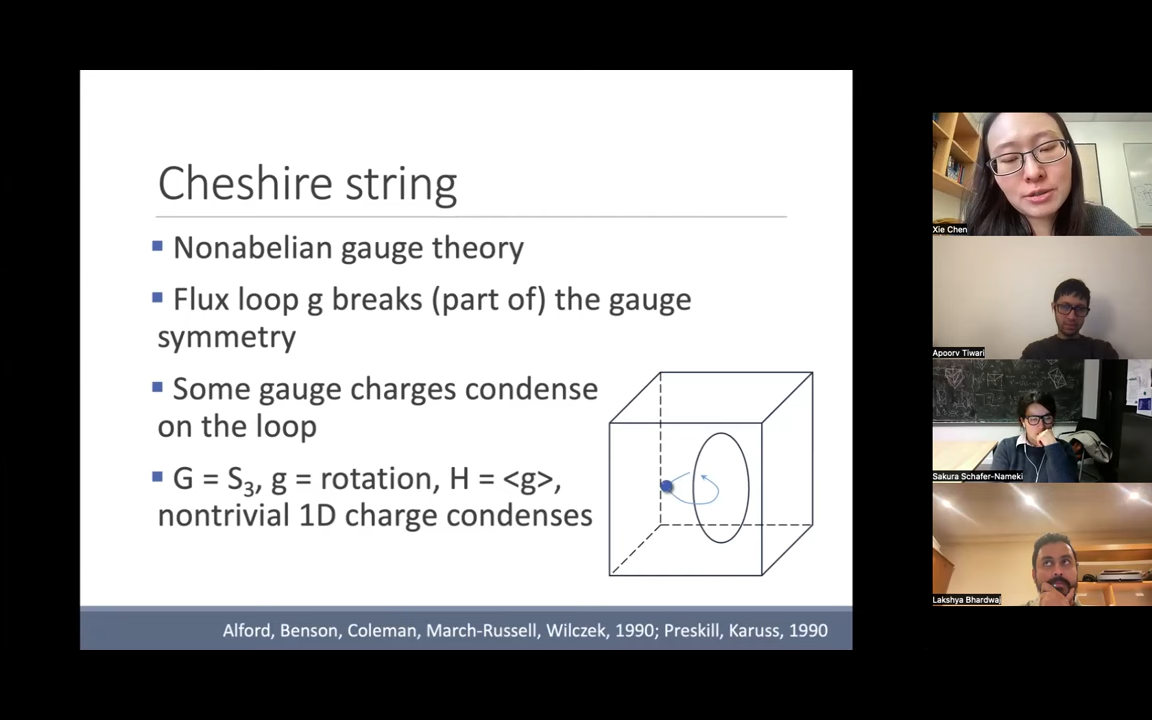 Cheshire string
▪ Nonabelian gauge theory
▪ Flux loop g breaks (part of) the gauge
symmetry
▪ Some gauge charges condense
on the loop
▪ G = S₃, g = rotation, H = <g>,
nontrivial 1D charge condenses
Alford, Benson, Coleman, March-Russell, Wilczek, 1990; Preskill, Karuss, 1990
Xie Chen
Apoorv Tiwari
Sakura Schafer-Nameki
Lakshya Bhardwaj